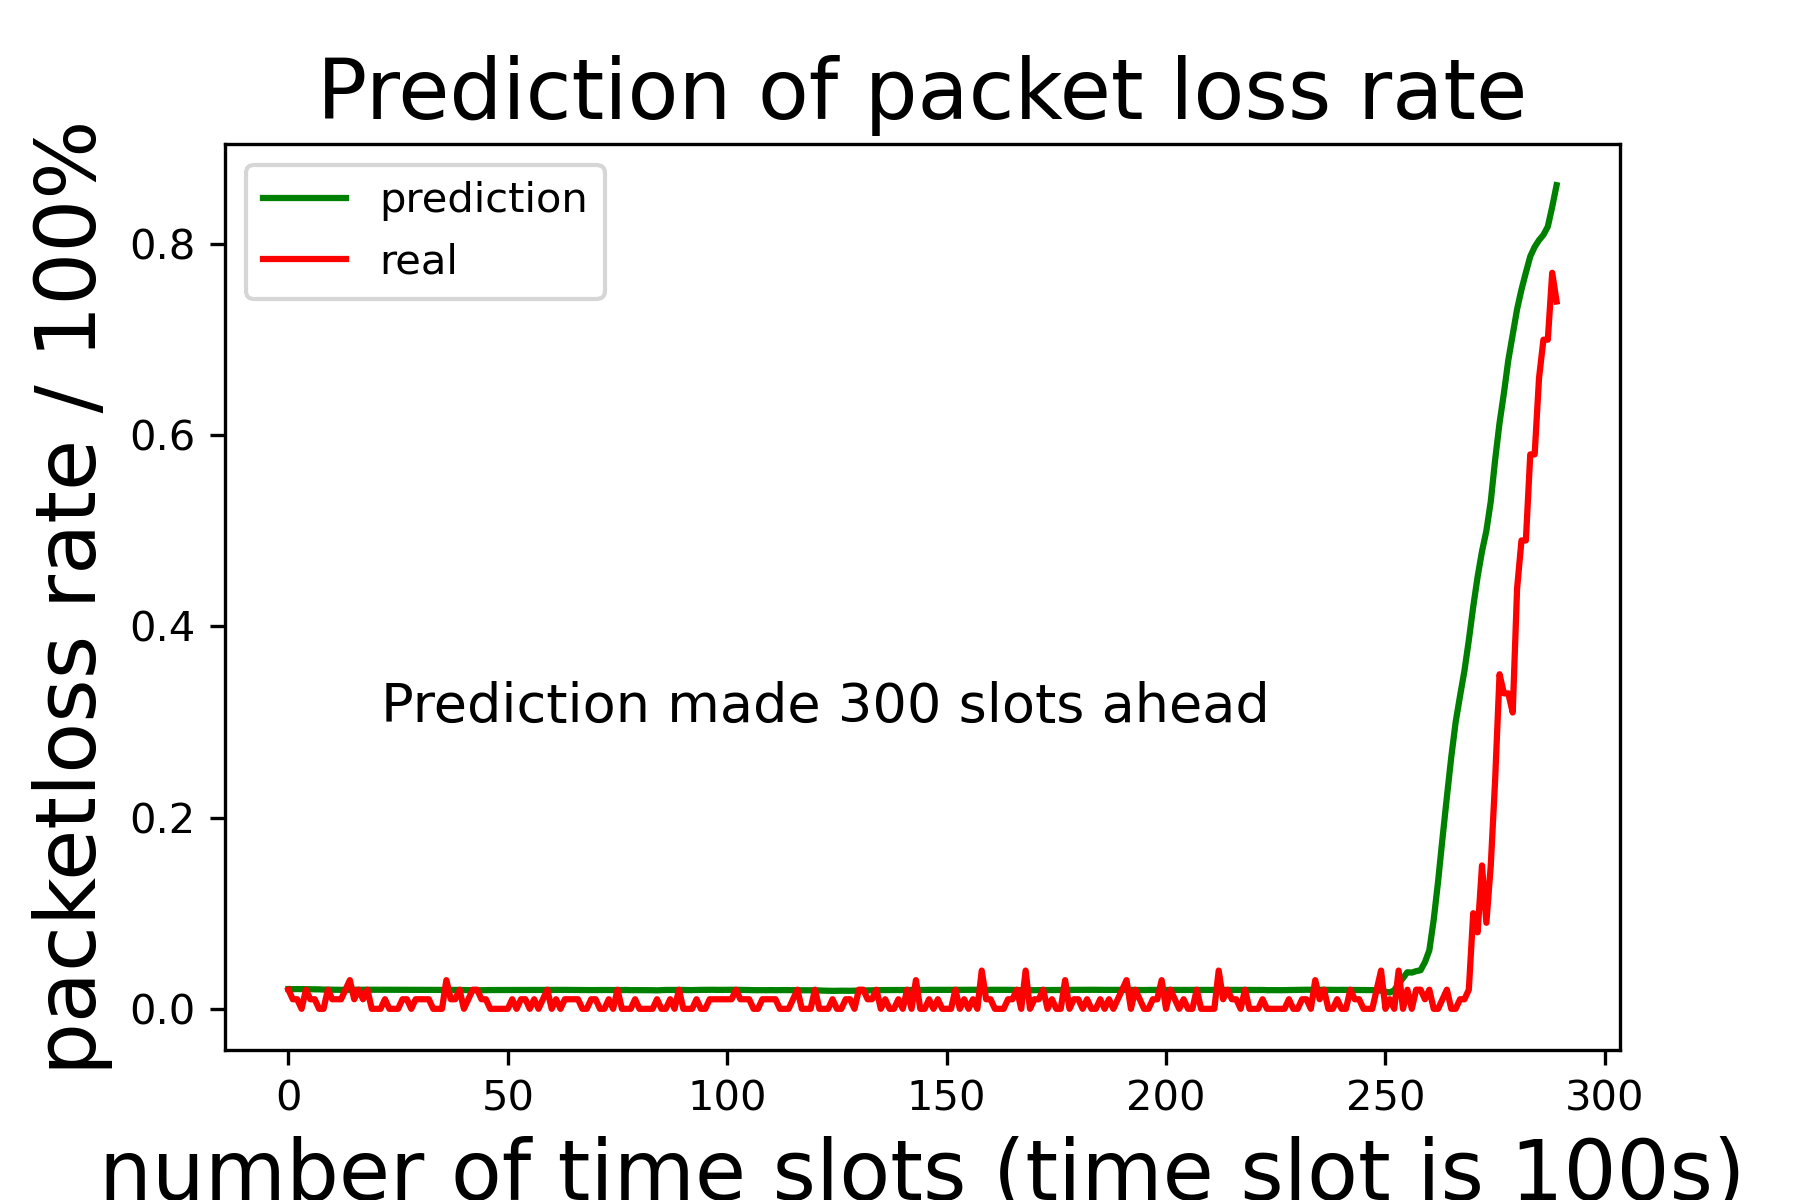 Prediction of packet loss rate
prediction
real
packetloss rate / 100%
0.8
0.6
0.4
0.2
0.0
Prediction made 300 slots ahead
0 50 100 150 200 250 300
number of time slots (time slot is 100s)